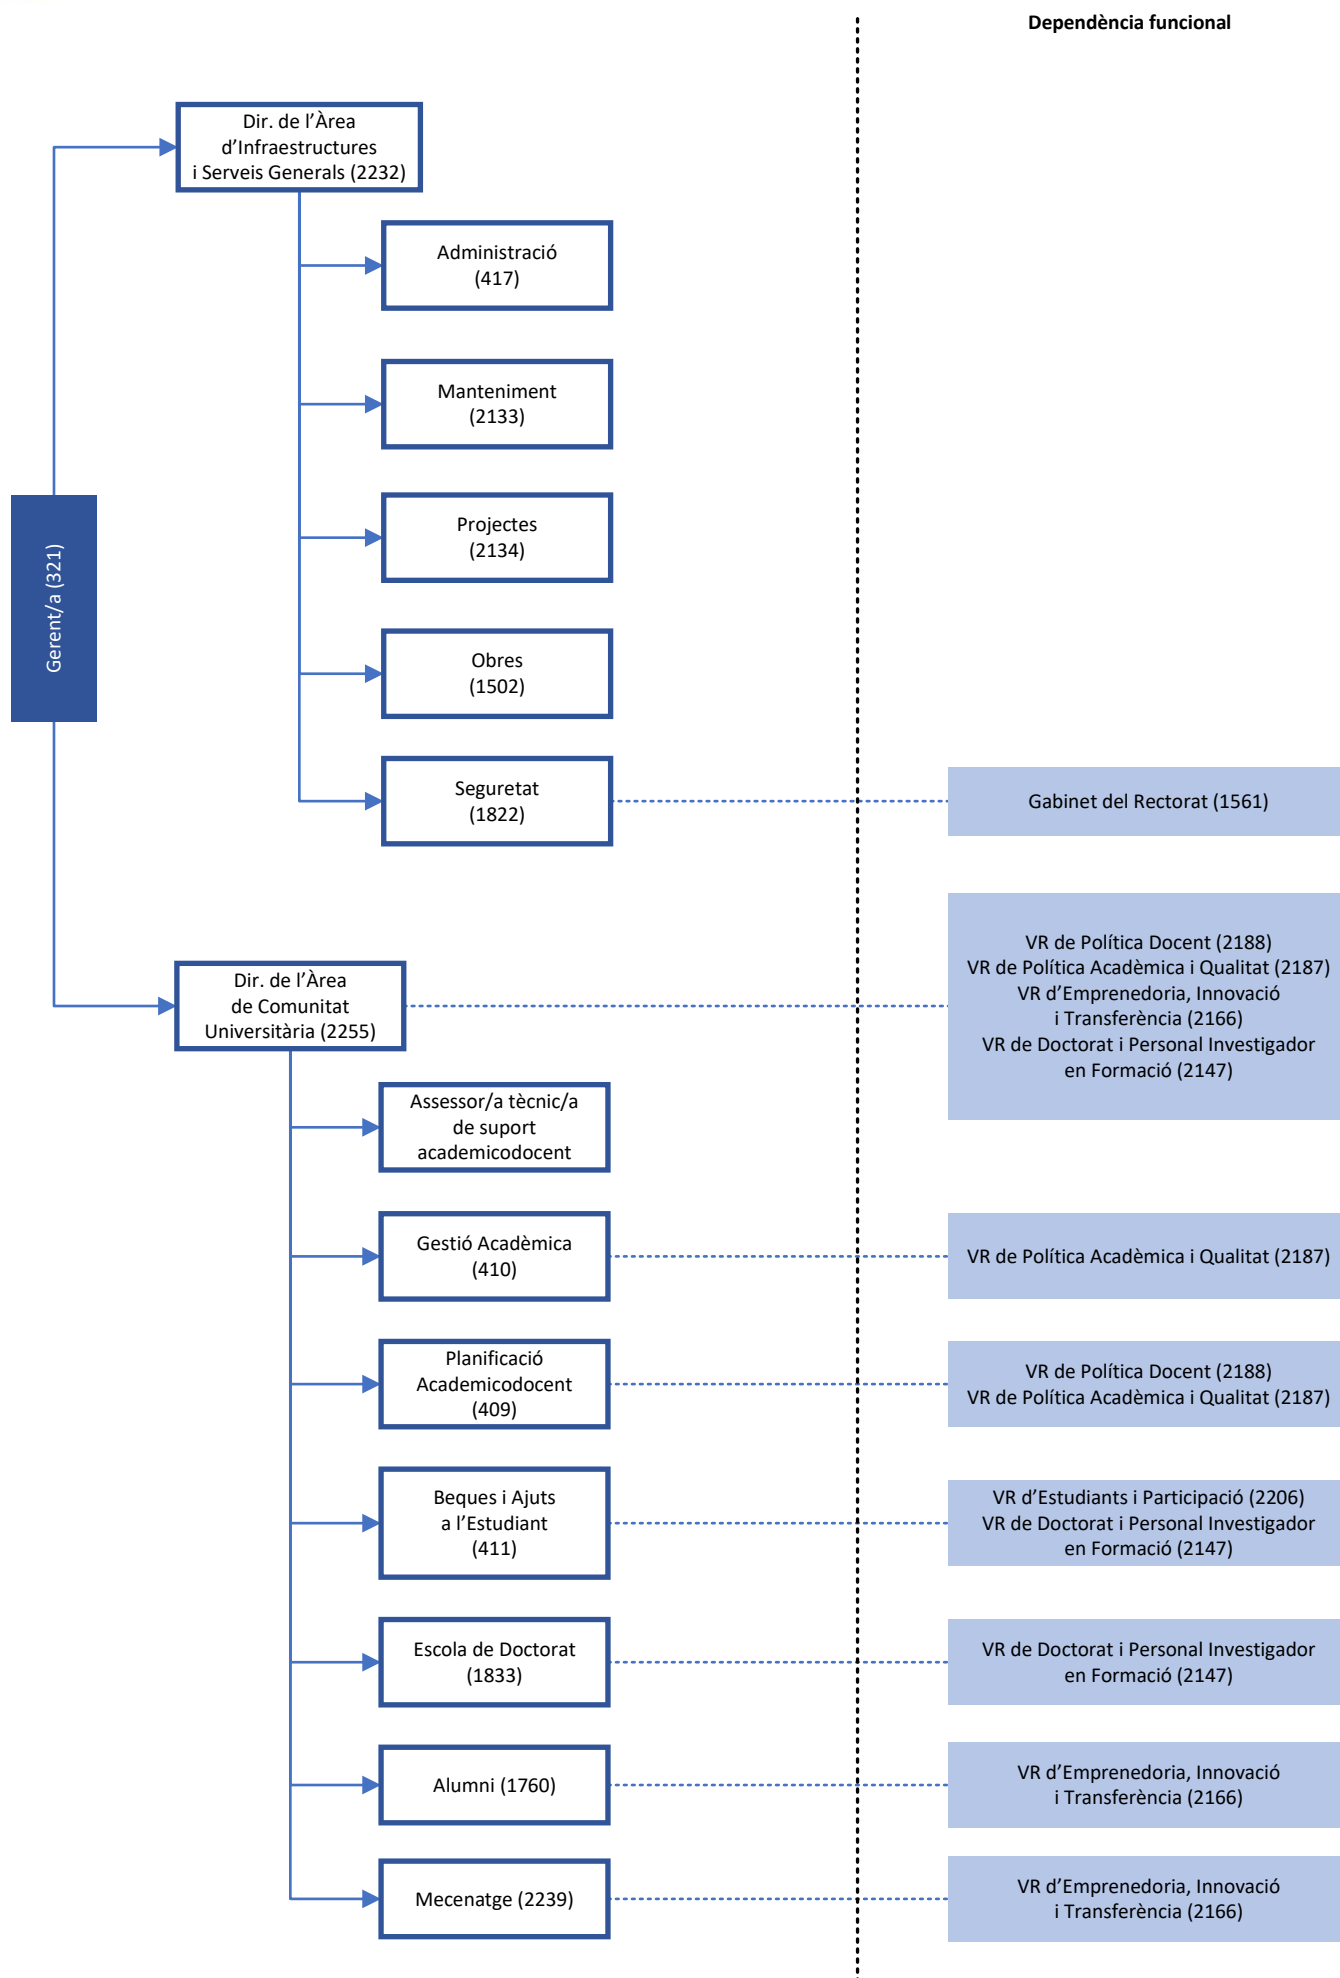 Dependència funcional
Dir. de l’Àrea
d’Infraestructures
i Serveis Generals (2232)
Administració
(417)
Manteniment
(2133)
Projectes
(2134)
Gerent/a (321)
Obres
(1502)
Seguretat
(1822)
Gabinet del Rectorat (1561)
Dir. de l’Àrea
de Comunitat
Universitària (2255)
VR de Política Docent (2188)
VR de Política Acadèmica i Qualitat (2187)
VR d’Emprenedoria, Innovació
i Transferència (2166)
VR de Doctorat i Personal Investigador
en Formació (2147)
Assessor/a tècnic/a
de suport
academicodocent
Gestió Acadèmica
(410)
VR de Política Acadèmica i Qualitat (2187)
Planificació
Academicodocent
(409)
VR de Política Docent (2188)
VR de Política Acadèmica i Qualitat (2187)
Beques i Ajuts
a l’Estudiant
(411)
VR d’Estudiants i Participació (2206)
VR de Doctorat i Personal Investigador
en Formació (2147)
Escola de Doctorat
(1833)
VR de Doctorat i Personal Investigador
en Formació (2147)
Alumni (1760)
VR d’Emprenedoria, Innovació
i Transferència (2166)
Mecenatge (2239)
VR d’Emprenedoria, Innovació
i Transferència (2166)